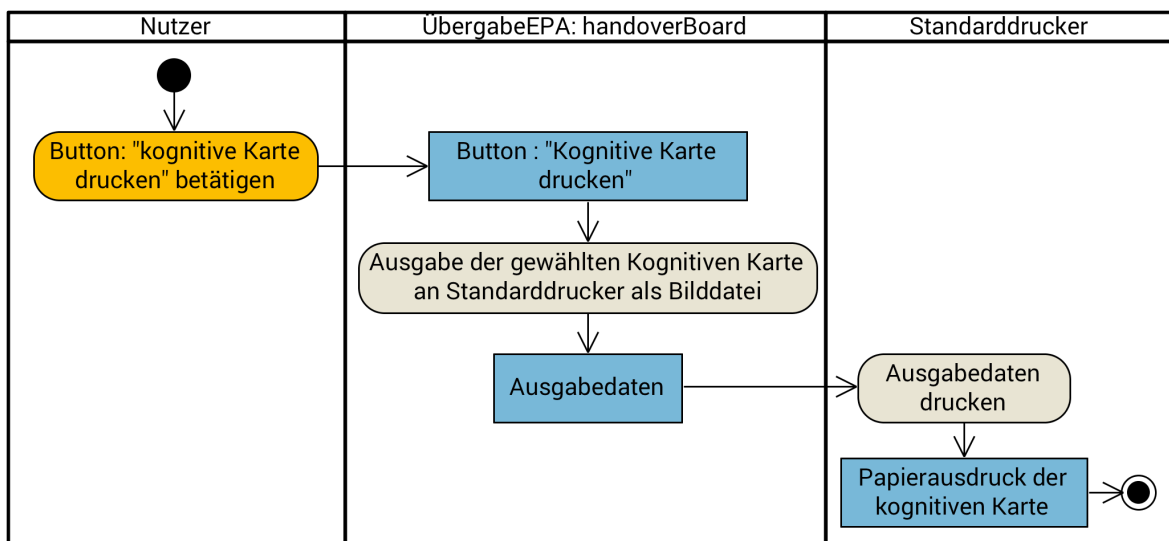 Nutzer
ÜbergabeEPA: handoverBoard
Standarddrucker
Button: "kognitive Karte
drucken" betätigen
Button : "Kognitive Karte
drucken"
Ausgabe der gewählten Kognitiven Karte
an Standarddrucker als Bilddatei
Ausgabedaten
Ausgabedaten
drucken
Papierausdruck der
kognitiven Karte